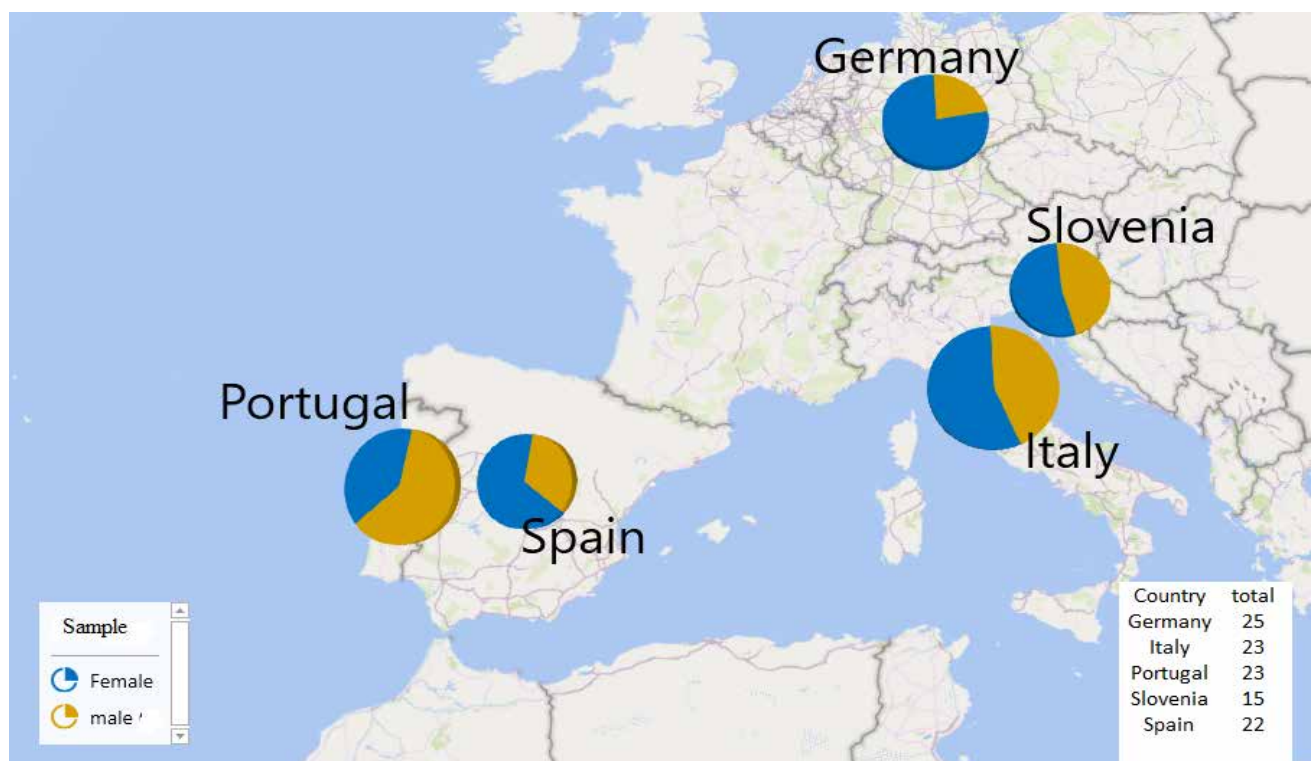 Germany
Slovenia
Portugal
Italy
Spain
Sample
Female
male
Country total
Germany 25
Italy 23
Portugal 23
Slovenia 15
Spain 22